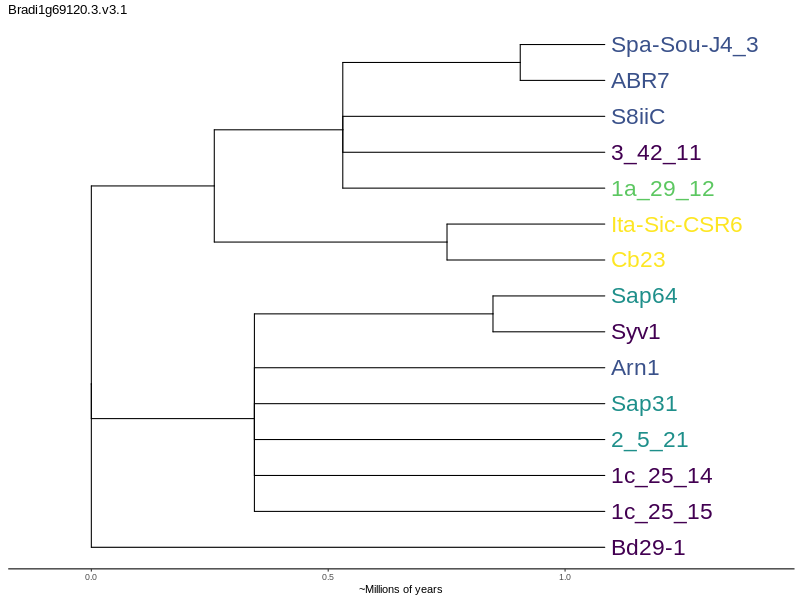 Bradi1g69120.3.v3.1
Spa-Sou-J4_3
ABR7
S8iiC
3_42_11
1a_29_12
Ita-Sic-CSR6
Cb23
Sap64
Syv1
Arn1
Sap31
2_5_21
1c_25_14
1c_25_15
Bd29-1
0.0 0.5 1.0
~Millions of years